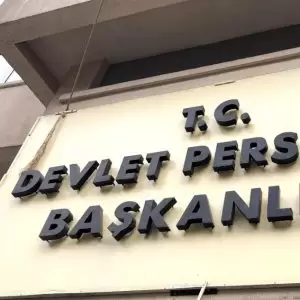 T.C.
DEVLET PERS
BAŞKANL